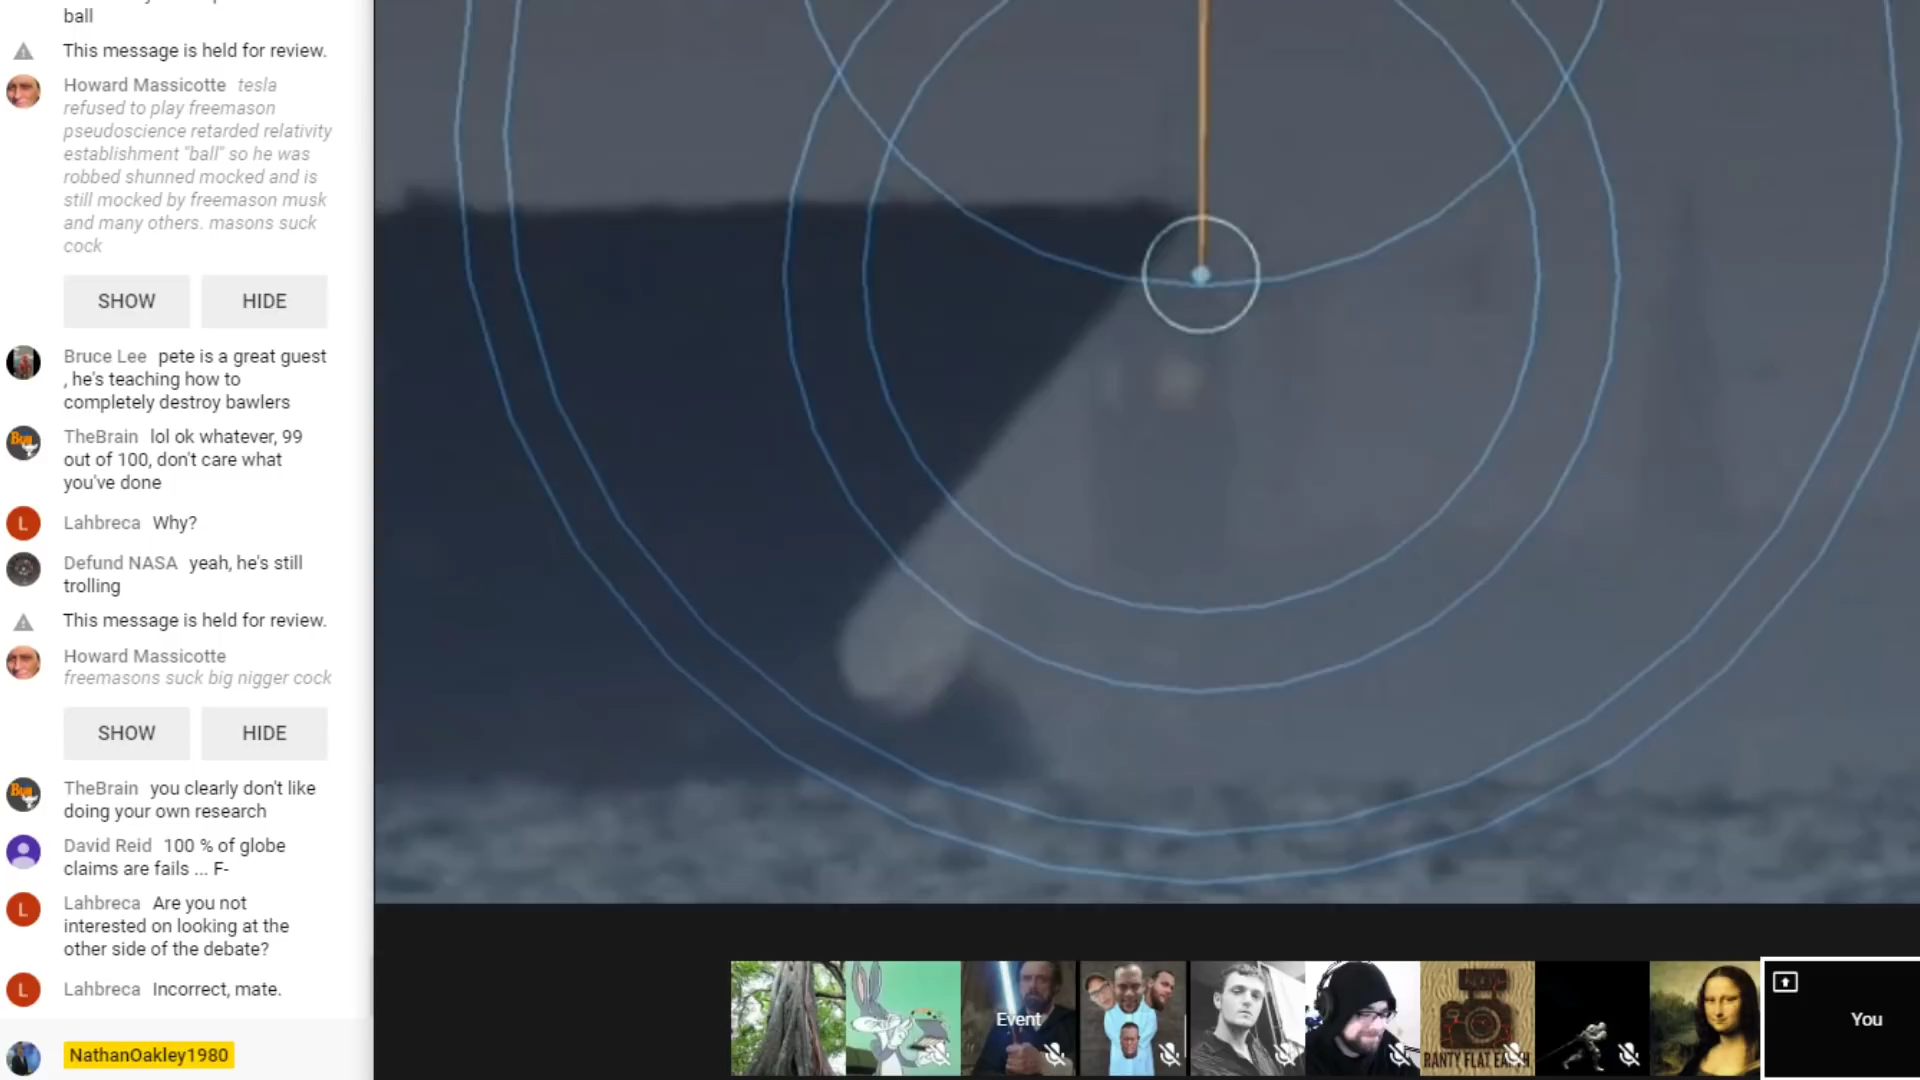 ball
This message is held for review.
Howard Massicotte tesla
refused to play freemason
pseudoscience retarded relativity
establishment "ball" so he was
robbed shunned mocked and is
still mocked by freemason musk
and many others. masons suck
cock
SHOW HIDE
Bruce Lee pete is a great guest
, he's teaching how to
completely destroy bawlers
TheBrain lol ok whatever, 99
out of 100, don't care what
you've done
L Lahbreca Why?
Defund NASA yeah, he's still
trolling
This message is held for review.
Howard Massicotte
freemasons suck big nigger cock
SHOW HIDE
TheBrain you clearly don't like
doing your own research
David Reid 100 % of globe
claims are fails ... F-
L Lahbreca Are you not
interested on looking at the
other side of the debate?
L Lahbreca Incorrect, mate.
NathanOakley1980
Event
RANTY FLAT EARTH
You